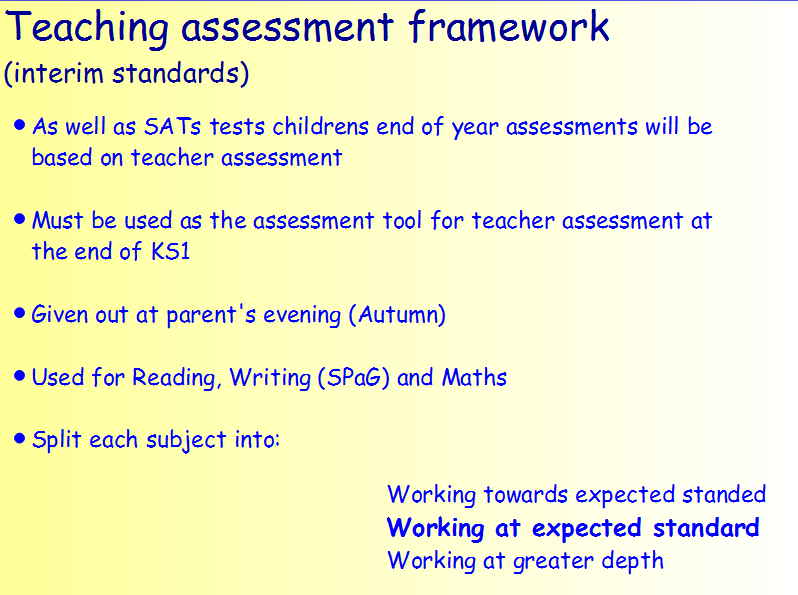 Teaching assessment framework
(interim standards)
• As well as SATs tests childrens end of year assessments will be
based on teacher assessment
• Must be used as the assessment tool for teacher assessment at
the end of KS1
• Given out at parent's evening (Autumn)
• Used for Reading, Writing (SPaG) and Maths
• Split each subject into:
Working towards expected standed
Working at expected standard
Working at greater depth